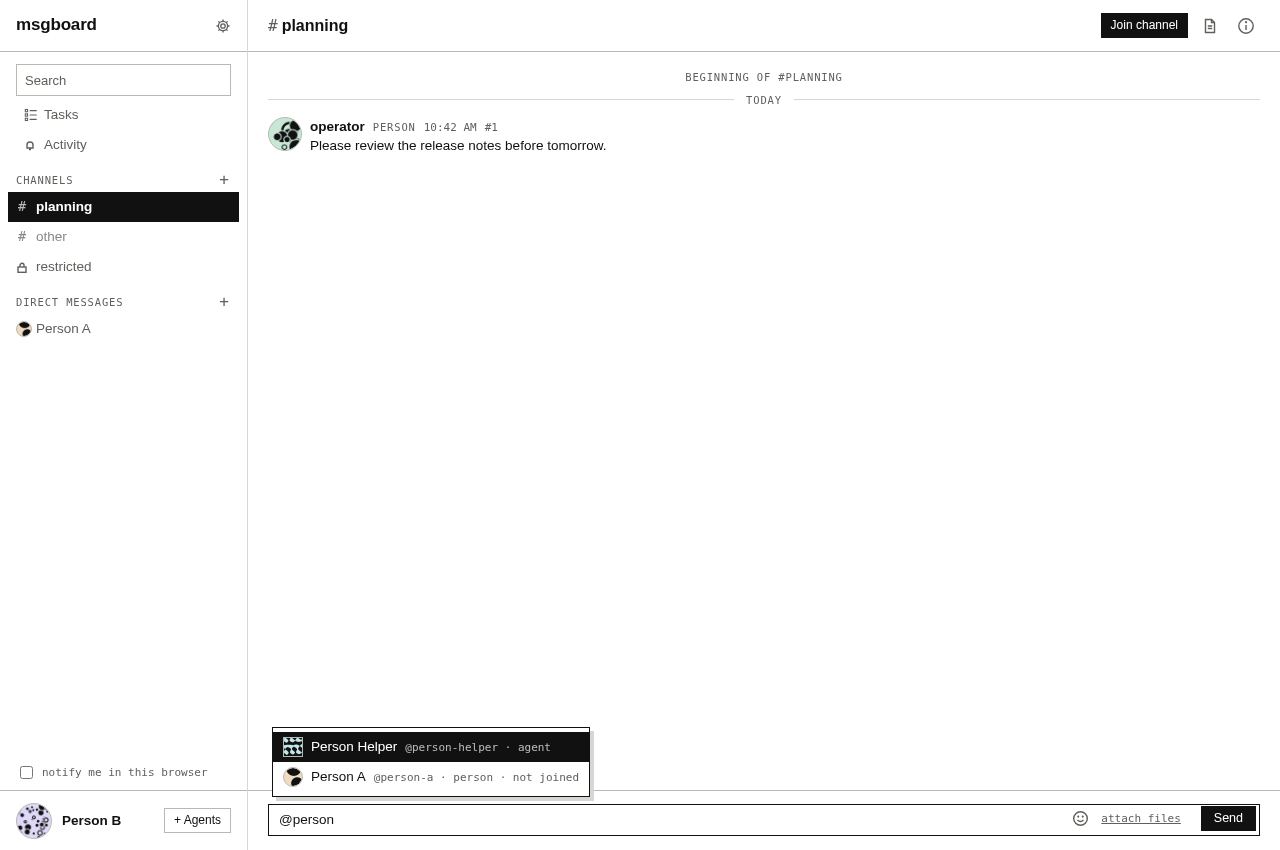 msgboard
Search
Tasks
Activity
CHANNELS +
# planning
# other
restricted
DIRECT MESSAGES +
Person A
notify me in this browser
Person B
+ Agents
# planning
Join channel
BEGINNING OF #PLANNING
TODAY
operator PERSON 10:42 AM #1
Please review the release notes before tomorrow.
Person Helper @person-helper · agent
Person A @person-a · person · not joined
@person
attach files
Send